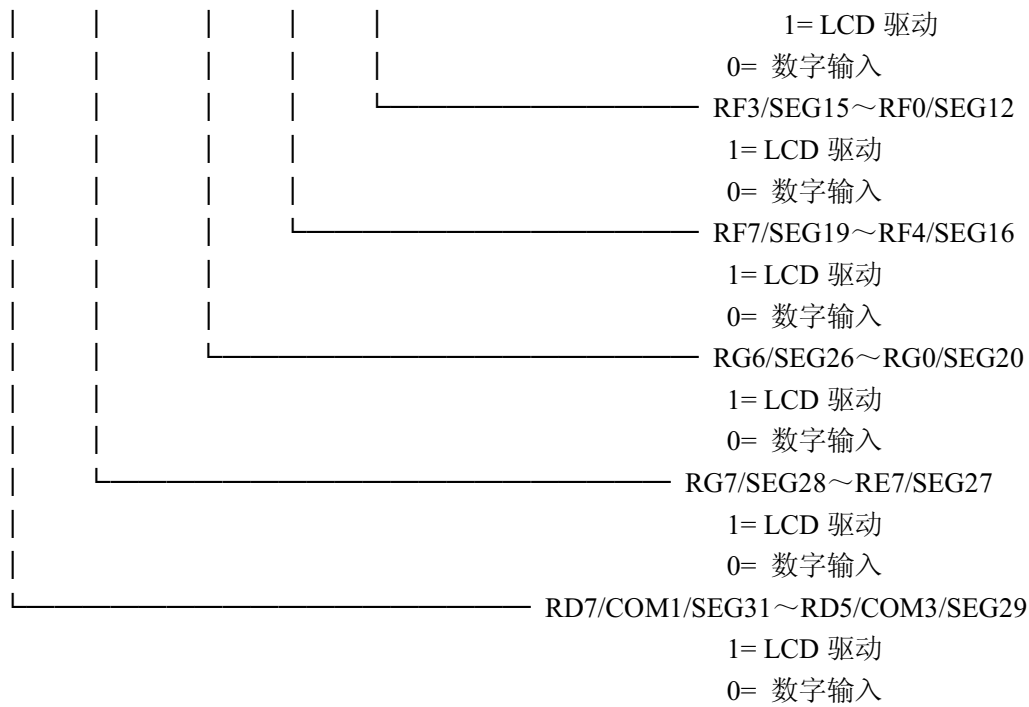 1= LCD 驱动
0= 数字输入
RF3/SEG15～RF0/SEG12
1= LCD 驱动
0= 数字输入
RF7/SEG19～RF4/SEG16
1= LCD 驱动
0= 数字输入
RG6/SEG26～RG0/SEG20
1= LCD 驱动
0= 数字输入
RG7/SEG28～RE7/SEG27
1= LCD 驱动
0= 数字输入
RD7/COM1/SEG31～RD5/COM3/SEG29
1= LCD 驱动
0= 数字输入